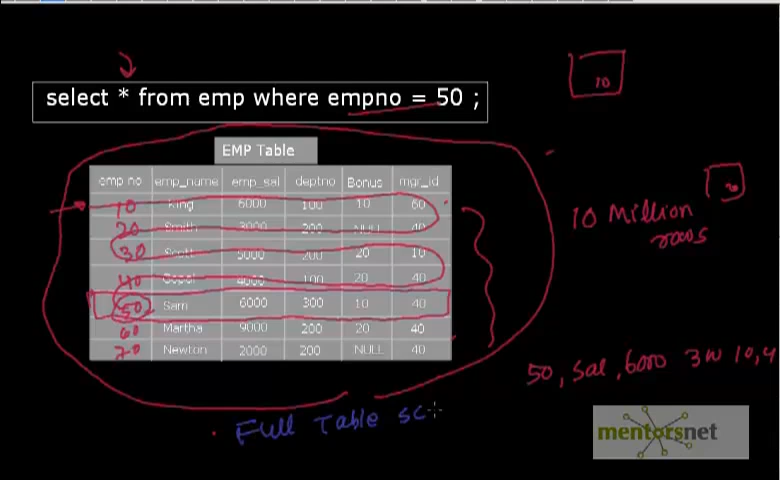 select * from emp where empno = 50 ;
10
EMP Table
emp no emp_name emp_sal deptno Bonus mgr_id
10 King 6000 100 10 60
20 Smith 3000 200 NULL 40
30 Scott 5000 200 20 10
40 Gopal 4000 100 20 40
50 Sam 6000 300 10 40
60 Martha 9000 200 20 40
70 Newton 2000 200 NULL 40
10 Million
rows
50, Sal, 6000 300 10, 4
Full Table sc
mentorsnet